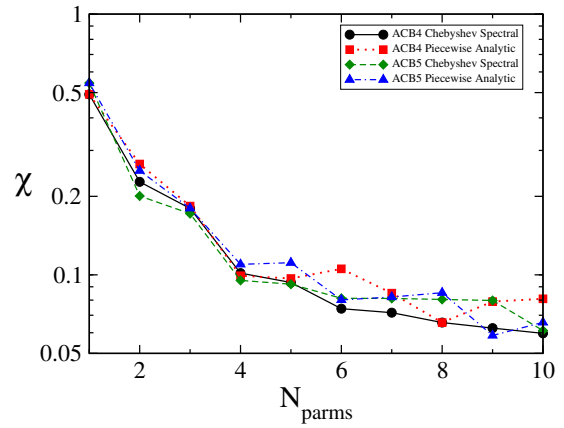 1
0.5
0.2
0.1
0.05
χ
ACB4 Chebyshev Spectral
ACB4 Piecewise Analytic
ACB5 Chebyshev Spectral
ACB5 Piecewise Analytic
2 4 6 8 10
N_parms